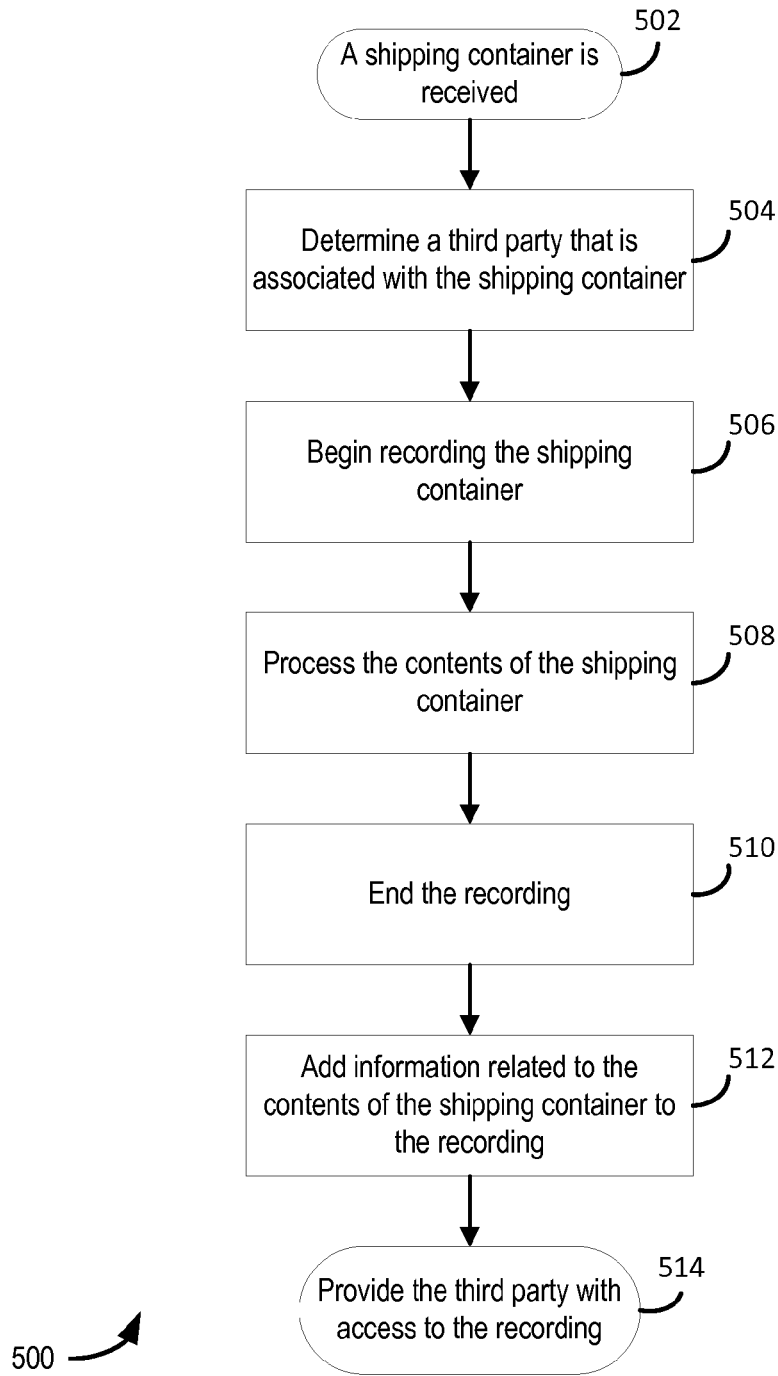 502
A shipping container is
received
504
Determine a third party that is
associated with the shipping container
506
Begin recording the shipping
container
508
Process the contents of the shipping
container
510
End the recording
512
Add information related to the
contents of the shipping container to
the recording
514
Provide the third party with
access to the recording
500